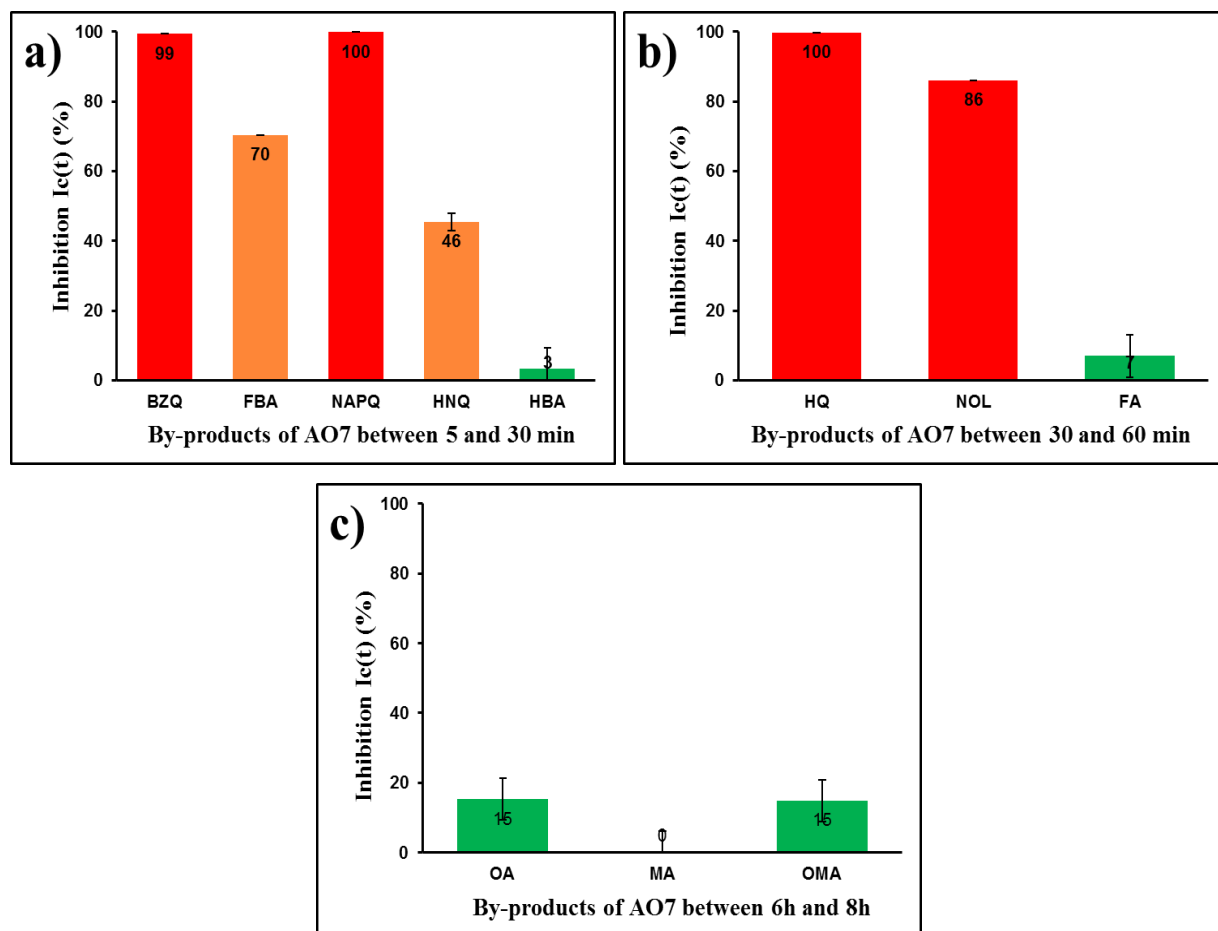 a)
Inhibition Ic(t) (%)
100
80
60
40
20
0
99
70
100
46
3
BZQ FBA NAPQ HNQ HBA
By-products of AO7 between 5 and 30 min
b)
Inhibition Ic(t) (%)
100
80
60
40
20
0
100
86
7
HQ NOL FA
By-products of AO7 between 30 and 60 min
c)
Inhibition Ic(t) (%)
100
80
60
40
20
0
15
0
15
OA MA OMA
By-products of AO7 between 6h and 8h